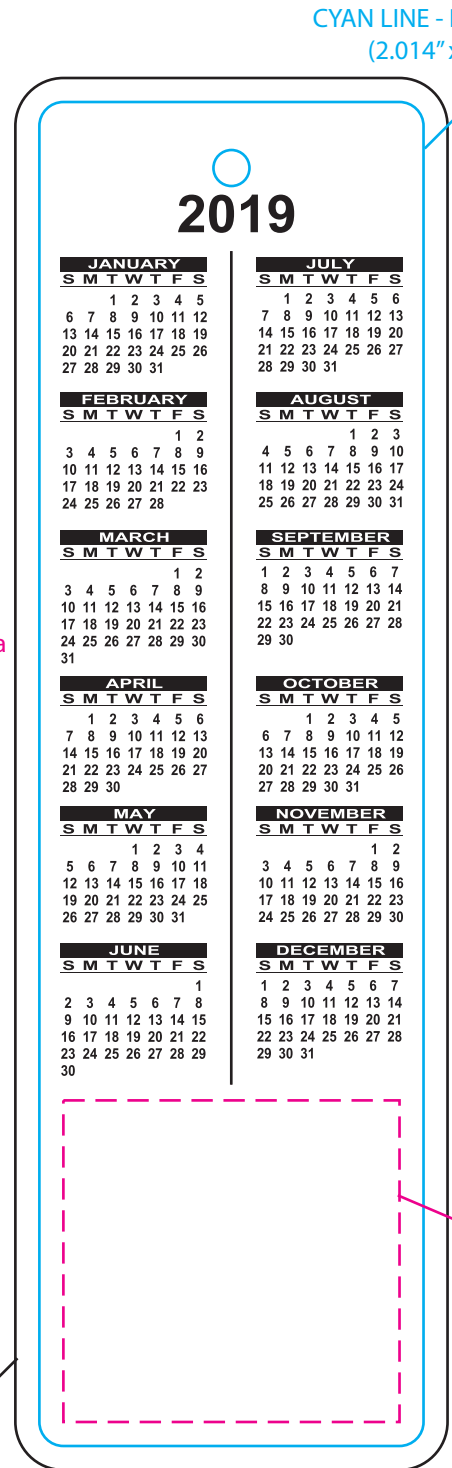 CYAN LINE -
(2.014"
2019
JANUARY
S M T W T F S
1 2 3 4 5
6 7 8 9 10 11 12
13 14 15 16 17 18 19
20 21 22 23 24 25 26
27 28 29 30 31
FEBRUARY
S M T W T F S
1 2
3 4 5 6 7 8 9
10 11 12 13 14 15 16
17 18 19 20 21 22 23
24 25 26 27 28
MARCH
S M T W T F S
1 2
3 4 5 6 7 8 9
10 11 12 13 14 15 16
17 18 19 20 21 22 23
24 25 26 27 28 29 30
31
a
APRIL
S M T W T F S
1 2 3 4 5 6
7 8 9 10 11 12 13
14 15 16 17 18 19 20
21 22 23 24 25 26 27
28 29 30
MAY
S M T W T F S
1 2 3 4
5 6 7 8 9 10 11
12 13 14 15 16 17 18
19 20 21 22 23 24 25
26 27 28 29 30 31
JUNE
S M T W T F S
1
2 3 4 5 6 7 8
9 10 11 12 13 14 15
16 17 18 19 20 21 22
23 24 25 26 27 28 29
30
JULY
S M T W T F S
1 2 3 4 5 6
7 8 9 10 11 12 13
14 15 16 17 18 19 20
21 22 23 24 25 26 27
28 29 30 31
AUGUST
S M T W T F S
1 2 3
4 5 6 7 8 9 10
11 12 13 14 15 16 17
18 19 20 21 22 23 24
25 26 27 28 29 30 31
SEPTEMBER
S M T W T F S
1 2 3 4 5 6 7
8 9 10 11 12 13 14
15 16 17 18 19 20 21
22 23 24 25 26 27 28
29 30
OCTOBER
S M T W T F S
1 2 3 4 5
6 7 8 9 10 11 12
13 14 15 16 17 18 19
20 21 22 23 24 25 26
27 28 29 30 31
NOVEMBER
S M T W T F S
1 2
3 4 5 6 7 8 9
10 11 12 13 14 15 16
17 18 19 20 21 22 23
24 25 26 27 28 29 30
DECEMBER
S M T W T F S
1 2 3 4 5 6 7
8 9 10 11 12 13 14
15 16 17 18 19 20 21
22 23 24 25 26 27 28
29 30 31